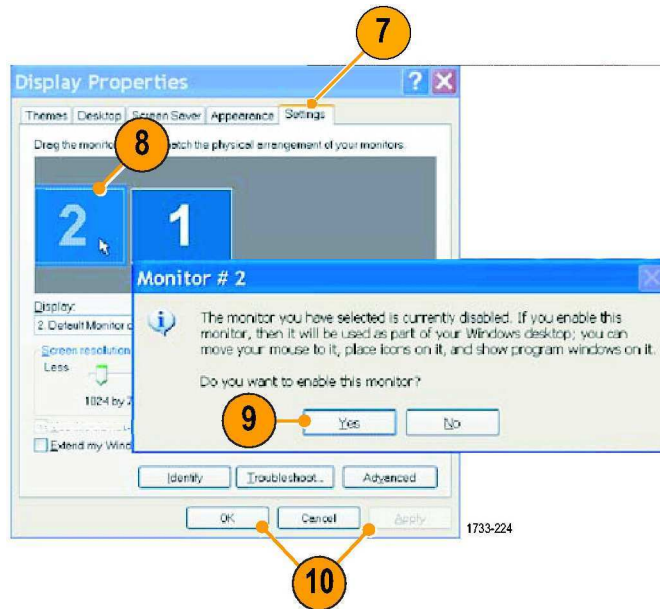 7
Display Properties
Themes Desktop Screen Saver Appearance Settings
Drag the monitor 8 match the physical arrangement of your monitors.
2 1
Monitor # 2
The monitor you have selected is currently disabled. If you enable this
monitor, then it will be used as part of your Windows desktop; you can
move your mouse to it, place icons on it, and show program windows on it.
Do you want to enable this monitor?
9 Yes No
Display:
2. Default Monitor
Screen resolution
Less
1024 by 7
Extend my Wind
Identify Troubleshoot... Advanced
OK Cancel Apply
1733-224
10